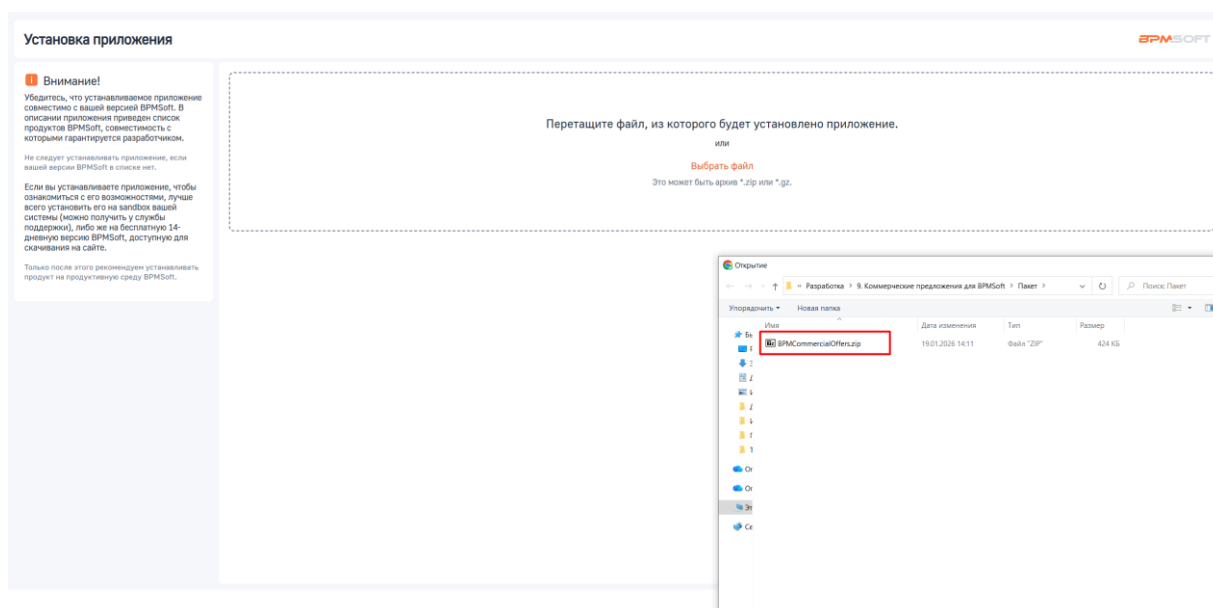 Установка приложения
BPMSOFT
Внимание!
Убедитесь, что устанавливаемое приложение
совместимо с вашей версией BPMSoft. В
описании приложения приведен список
продуктов BPMSoft, совместимость с
которыми гарантируется разработчиком.
Не следует устанавливать приложение, если
вашей версии BPMSoft в списке нет.
Если вы устанавливаете приложение, чтобы
ознакомиться с его возможностями, лучше
всего установить его на sandbox вашей
системы (можно получить у службы
поддержки), либо же на бесплатную 14-
дневную версию BPMSoft, доступную для
скачивания на сайте.
Только после этого рекомендуем устанавливать
продукт на продуктивную среду BPMSoft.
Перетащите файл, из которого будет установлено приложение.
или
Выбрать файл
Это может быть архив *.zip или *.gz.
Открытие
« Разработка › 9. Коммерческие предложения для BPMSoft › Пакет ›
Поиск: Пакет
Упорядочить
Новая папка
Имя
Дата изменения
Тип
Размер
BPMCommercialOffers.zip
19.01.2026 14:11
Файл "ZIP"
424 КБ